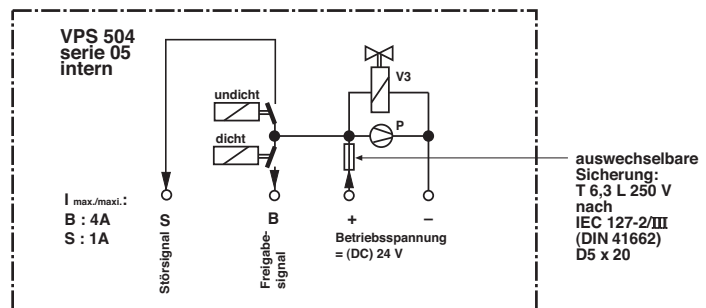 VPS 504
serie 05
intern
V3
undicht
P
dicht
auswechselbare
Sicherung:
T 6,3 L 250 V
nach
IEC 127-2/III
(DIN 41662)
D5 x 20
I max./maxi.:
B : 4A
S : 1A
S
B
+
–
Störsignal
Freigabe-
signal
Betriebsspannung
= (DC) 24 V